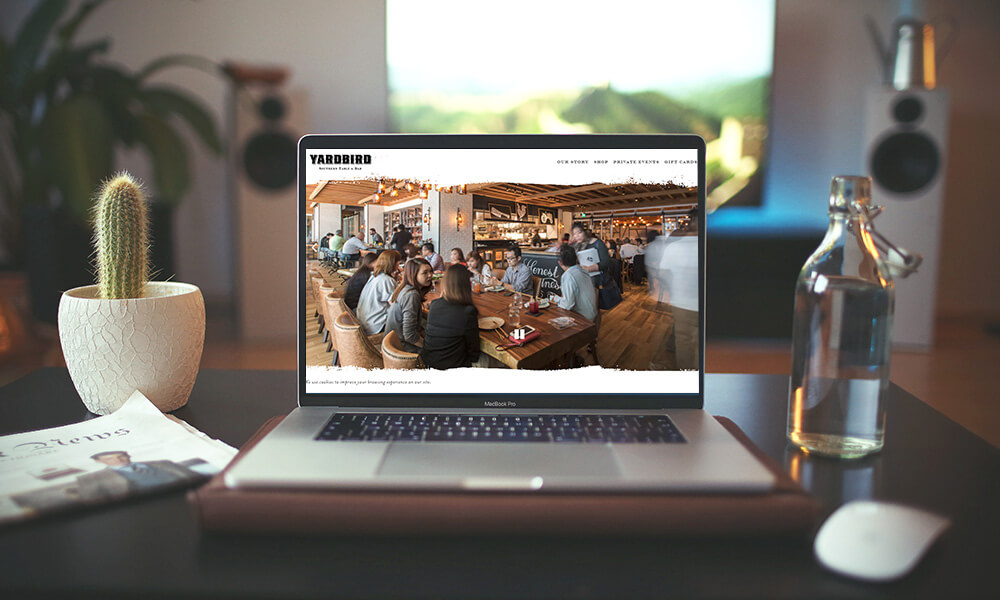 YARDBIRD
SOUTHERN TABLE & BAR
OUR STORY SHOP PRIVATE EVENTS GIFT CARDS
Honest
We use cookies to improve your browsing experience on our site.
MacBook Pro
News